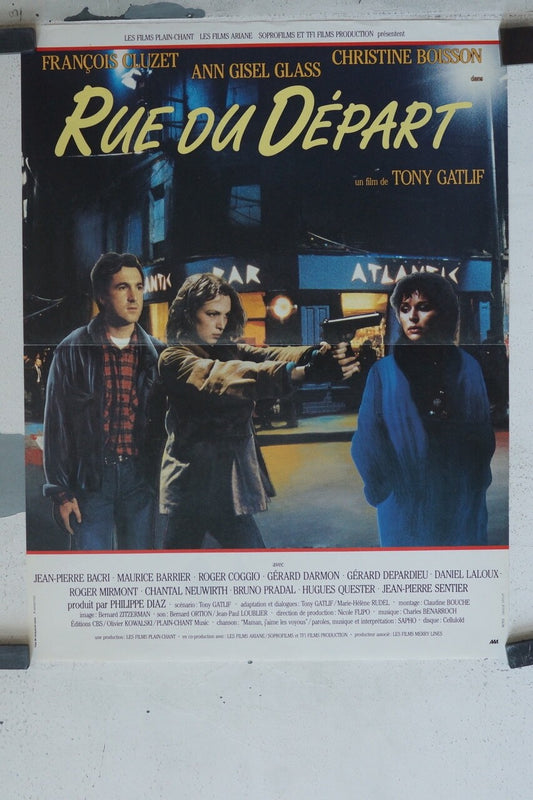 LES FILMS PLAIN-CHANT LES FILMS ARIANE SOPROFILMS ET TF1 FILMS PRODUCTION présentent
FRANÇOIS CLUZET ANN GISEL GLASS CHRISTINE BOISSON
dans
RUE DU DÉPART
un film de TONY GATLIF
ANTIC BAR ATLANTIC
avec
JEAN-PIERRE BACRI · MAURICE BARRIER · ROGER COGGIO · GÉRARD DARMON · GÉRARD DEPARDIEU · DANIEL LALOUX ·
ROGER MIRMONT · CHANTAL NEUWIRTH · BRUNO PRADAL · HUGUES QUESTER · JEAN-PIERRE SENTIER
produit par PHILIPPE DIAZ · scénario : Tony GATLIF · adaptation et dialogues : Tony GATLIF/Marie-Hélène RUDEL · montage : Claudine BOUCHE
image : Bernard ZITZERMAN · son : Bernard ORTION/Jean-Paul LOUBLIER · direction de production : Nicole FLIPO · musique : Charles BENARROCH
Éditions CBS/Olivier KOWALSKI/PLAIN-CHANT Music · chanson : "Maman, j'aime les voyous"/paroles, musique et interprétation : SAPHO · disque : Celluloïd
une production : LES FILMS PLAIN-CHANT · en co-production avec : LES FILMS ARIANE/SOPROFILMS et TF1 FILMS PRODUCTION · producteur associé : LES FILMS MERRY LINES
AAA